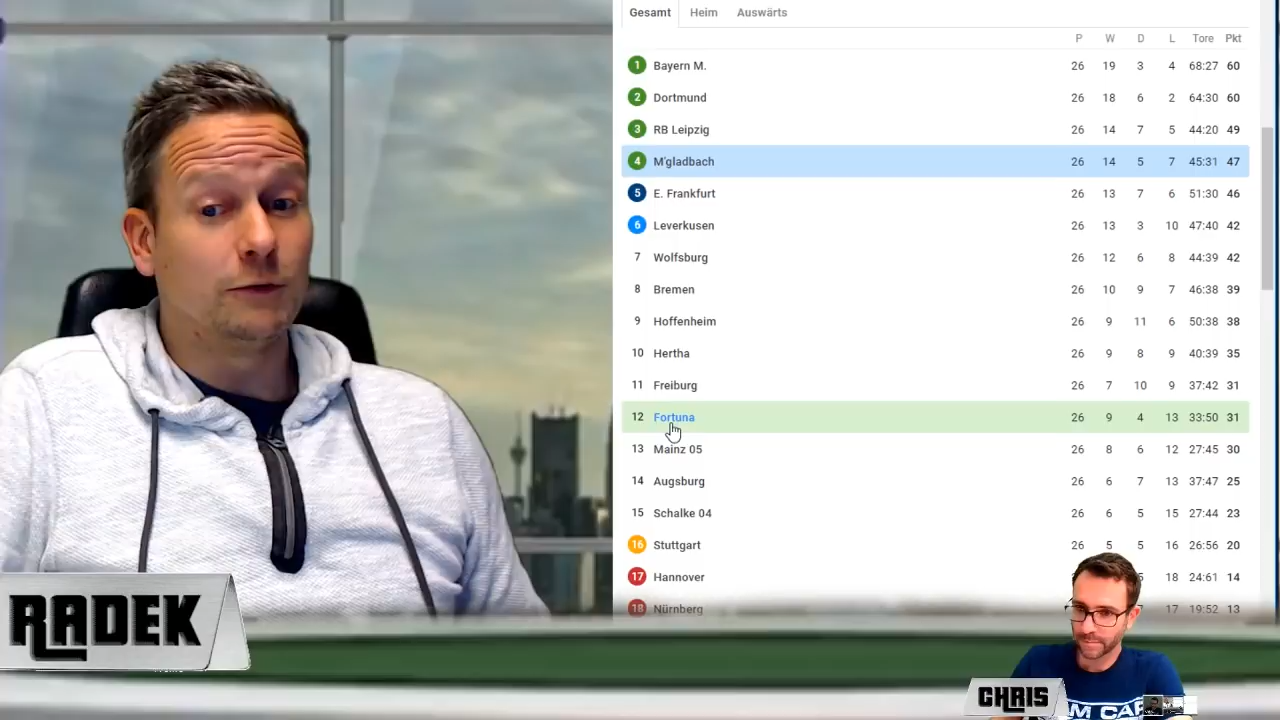 Gesamt Heim Auswärts
P W D L Tore Pkt
1 Bayern M. 26 19 3 4 68:27 60
2 Dortmund 26 18 6 2 64:30 60
3 RB Leipzig 26 14 7 5 44:20 49
4 M'gladbach 26 14 5 7 45:31 47
5 E. Frankfurt 26 13 7 6 51:30 46
6 Leverkusen 26 13 3 10 47:40 42
7 Wolfsburg 26 12 6 8 44:39 42
8 Bremen 26 10 9 7 46:38 39
9 Hoffenheim 26 9 11 6 50:38 38
10 Hertha 26 9 8 9 40:39 35
11 Freiburg 26 7 10 9 37:42 31
12 Fortuna 26 9 4 13 33:50 31
13 Mainz 05 26 8 6 12 27:45 30
14 Augsburg 26 6 7 13 37:47 25
15 Schalke 04 26 6 5 15 27:44 23
16 Stuttgart 26 5 5 16 26:56 20
17 Hannover 5 18 24:61 14
18 Nürnberg 17 19:52 13
RADEK
CHRIS